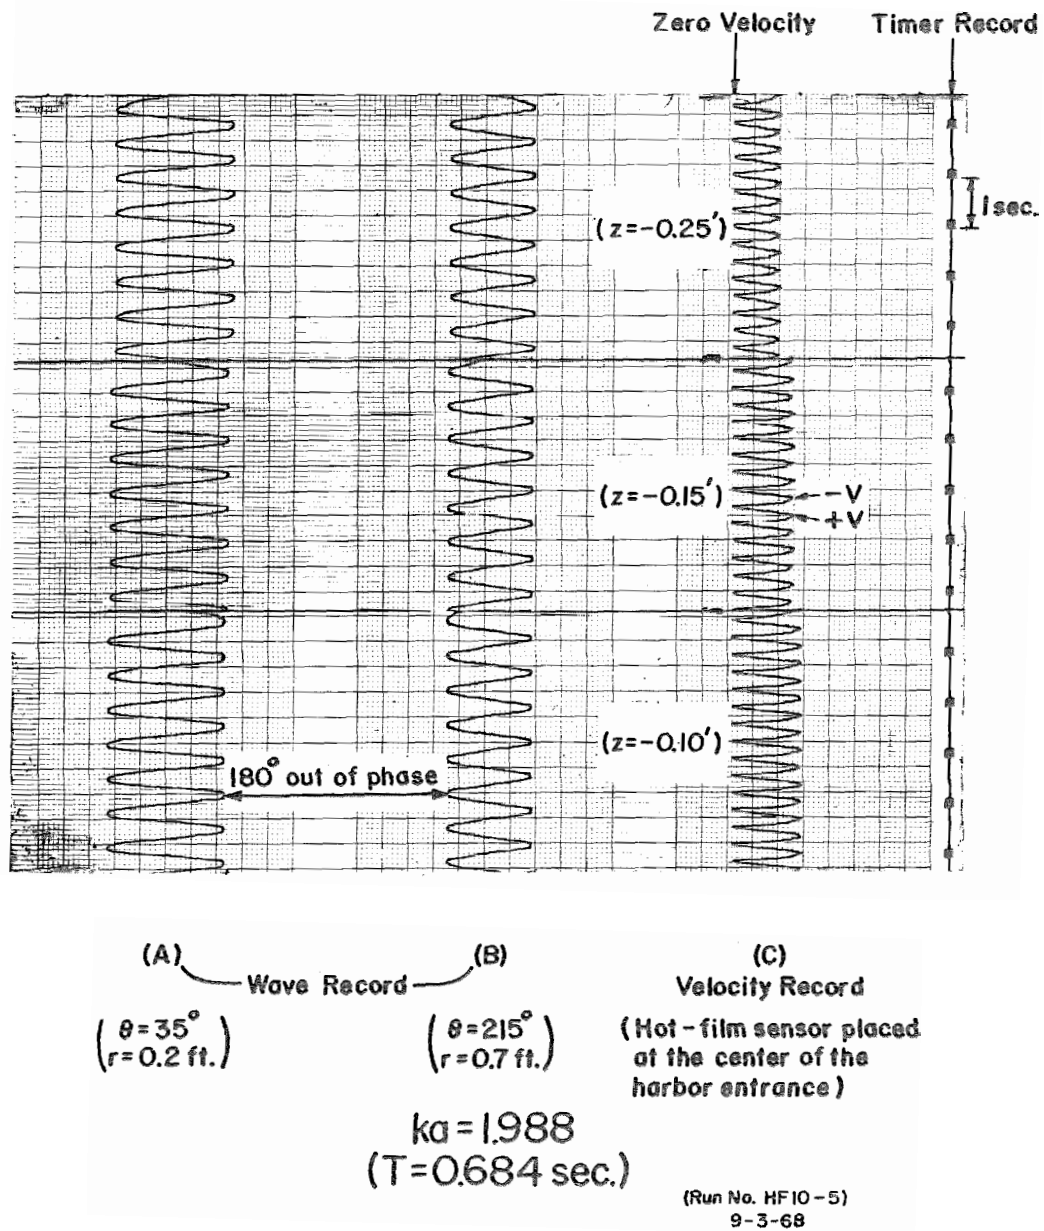 Zero Velocity
Timer Record
1 sec.
(z=-0.25')
(z=-0.15')
-V
+V
(z=-0.10')
180° out of phase
(A)
Wave Record
(B)
(C)
Velocity Record
(θ=35°
r=0.2 ft.)
(θ=215°
r=0.7 ft.)
(Hot-film sensor placed
at the center of the
harbor entrance)
ka=1.988
(T=0.684 sec.)
(Run No. HF10-5)
9-3-68